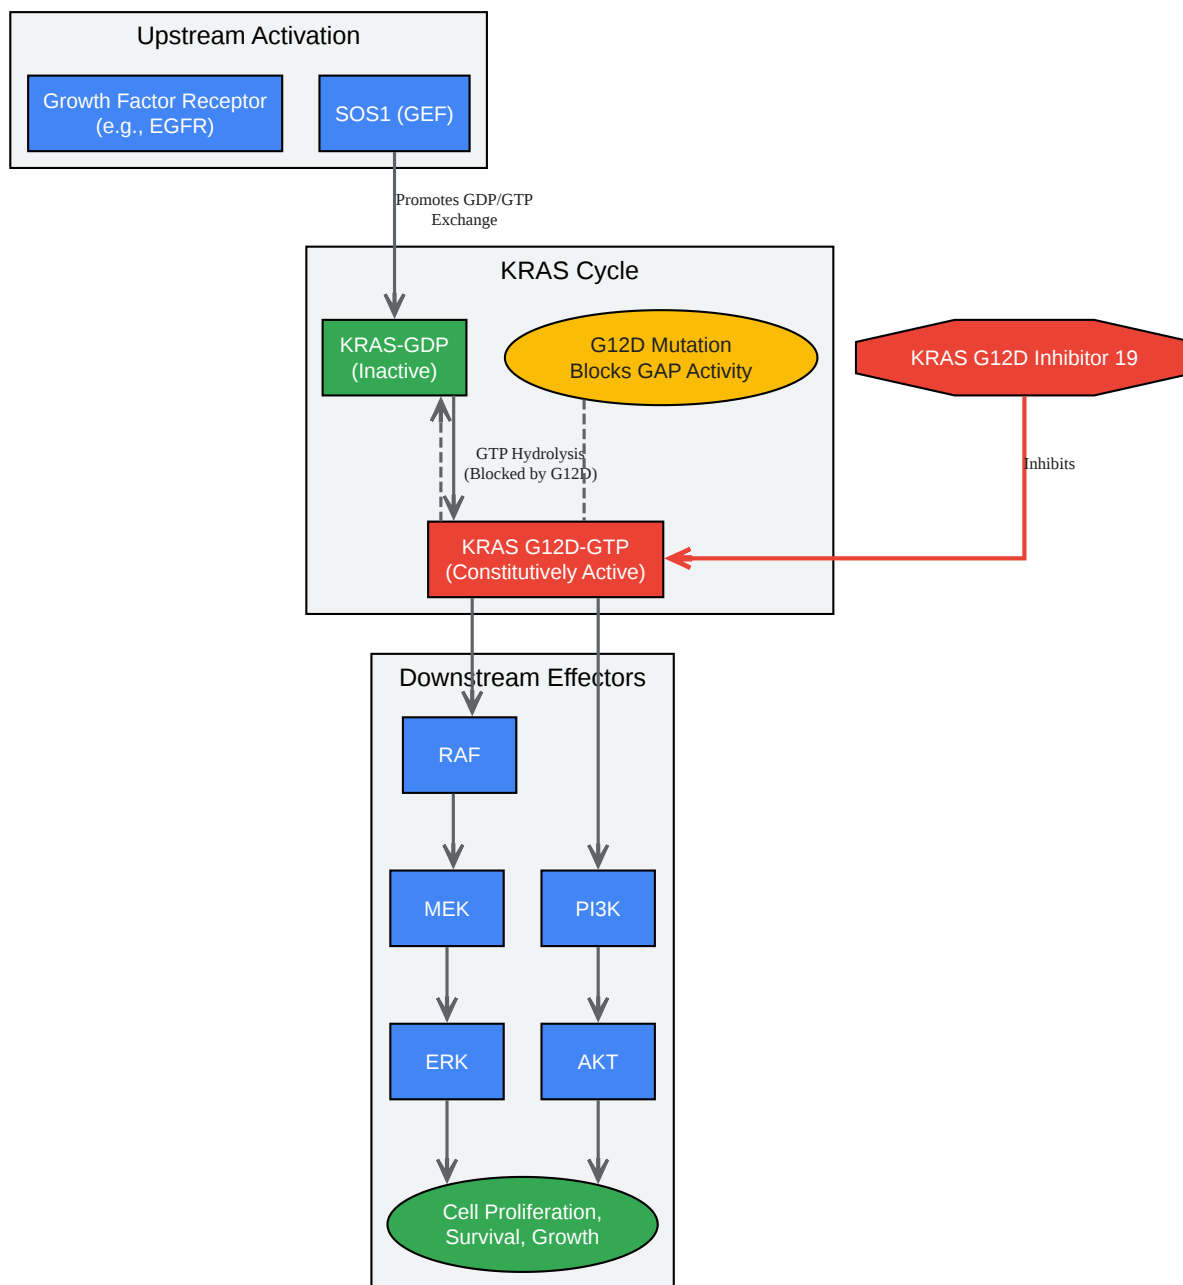 Upstream Activation
Growth Factor Receptor
(e.g., EGFR)
SOS1 (GEF)
Promotes GDP/GTP
Exchange
KRAS Cycle
KRAS-GDP
(Inactive)
G12D Mutation
Blocks GAP Activity
KRAS G12D Inhibitor 19
GTP Hydrolysis
(Blocked by G12D)
Inhibits
KRAS G12D-GTP
(Constitutively Active)
Downstream Effectors
RAF
MEK
PI3K
ERK
AKT
Cell Proliferation,
Survival, Growth